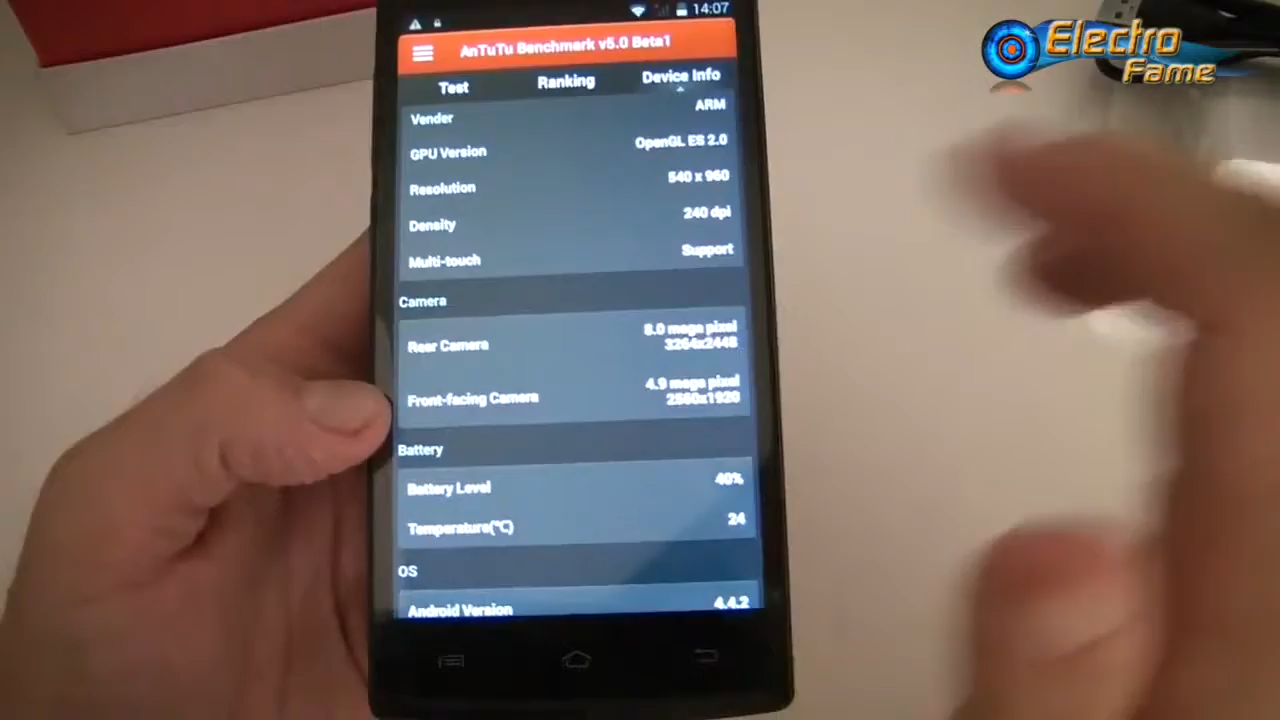 14:07
Electro
Fame
AnTuTu Benchmark v5.0 Beta1
Test Ranking Device Info
Vender ARM
GPU Version OpenGL ES 2.0
Resolution 540 x 960
Density 240 dpi
Multi-touch Support
Camera
Rear Camera 8.0 mega pixel
3264x2448
Front-facing Camera 4.9 mega pixel
2560x1920
Battery
Battery Level 40%
Temperature(°C) 24
OS
Android Version 4.4.2